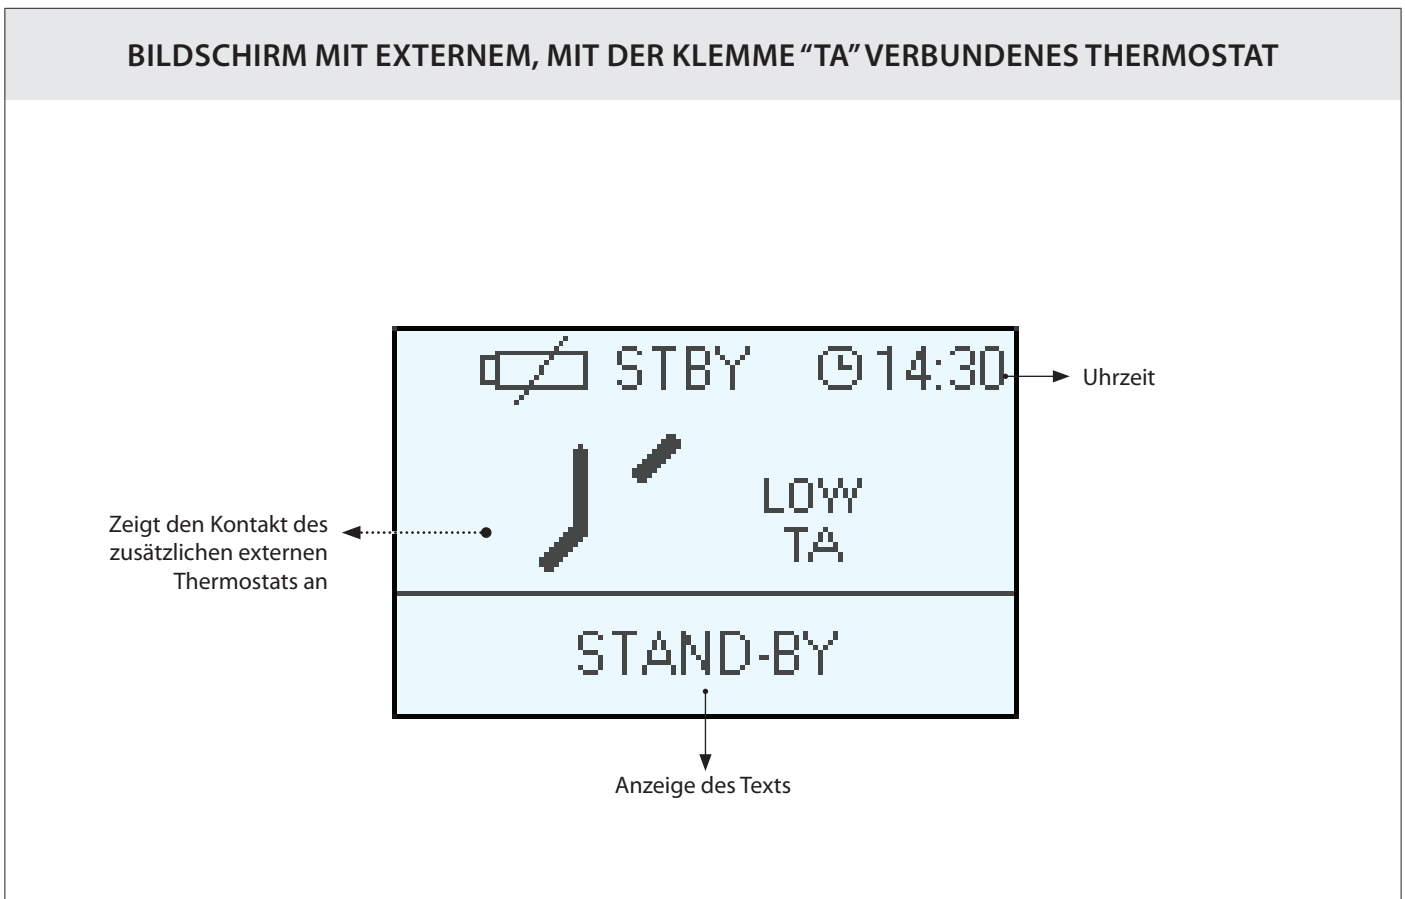 BILDSCHIRM MIT EXTERNEM, MIT DER KLEMME “TA” VERBUNDENES THERMOSTAT
STBY 14:30
Uhrzeit
LOW
TA
Zeigt den Kontakt des
zusätzlichen externen
Thermostats an
STAND-BY
Anzeige des Texts